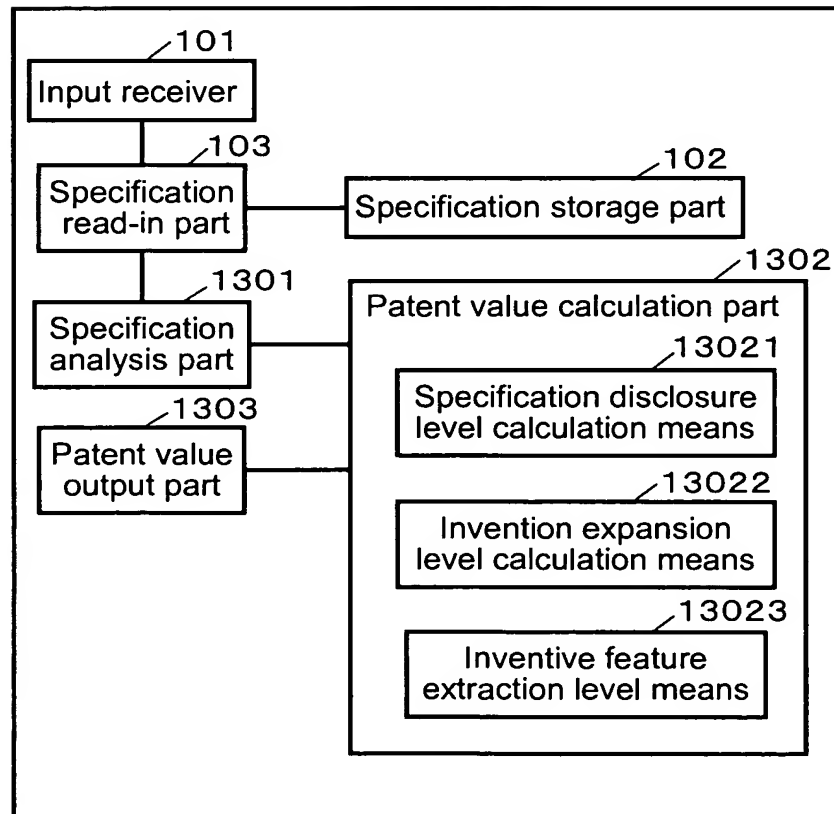 101
Input receiver
103
Specification
read-in part
102
Specification storage part
1301
Specification
analysis part
1302
Patent value calculation part
13021
Specification disclosure
level calculation means
1303
Patent value
output part
13022
Invention expansion
level calculation means
13023
Inventive feature
extraction level means